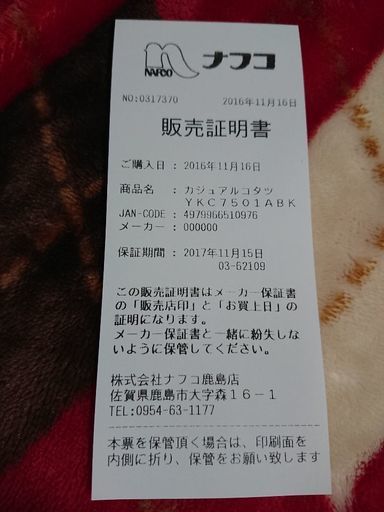 NAFCO ナフコ
NO:0317370 2016年11月16日
販売証明書
ご購入日 : 2016年11月16日
商品名 : カジュアルコタツ
YKC7501ABK
JAN-CODE : 4979966510976
メーカー : 000000
保証期間 : 2017年11月15日
03-62109
この販売証明書はメーカー保証書
の「販売店印」と「お買上日」の
証明になります。
メーカー保証書と一緒に紛失しな
いように保管してください。
株式会社ナフコ鹿島店
佐賀県鹿島市大字森16-1
TEL:0954-63-1177
本票を保管頂く場合は、印刷面を
内側に折り、保管をお願い致します